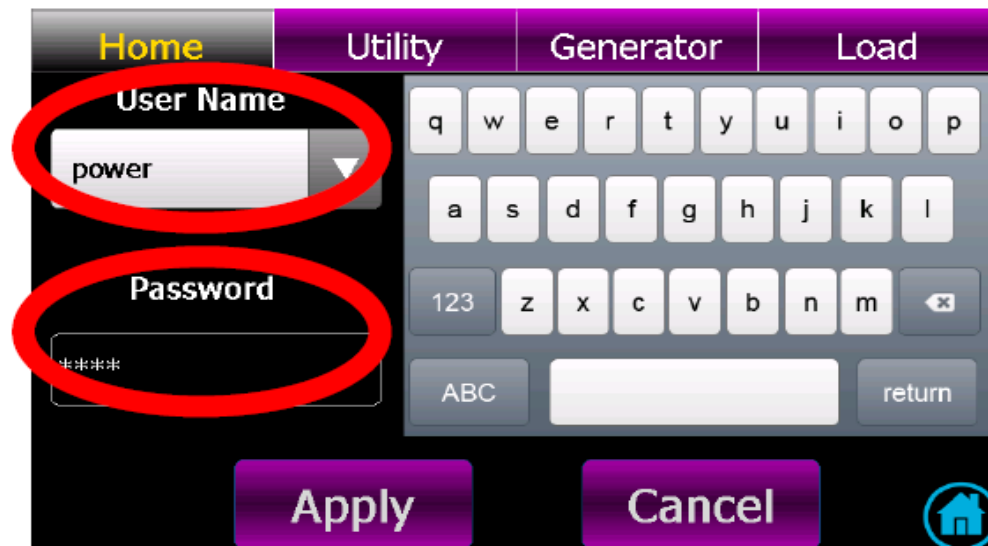 Home Utility Generator Load
User Name
power
Password
****
q w e r t y u i o p
a s d f g h j k l
123 z x c v b n m
ABC return
Apply Cancel